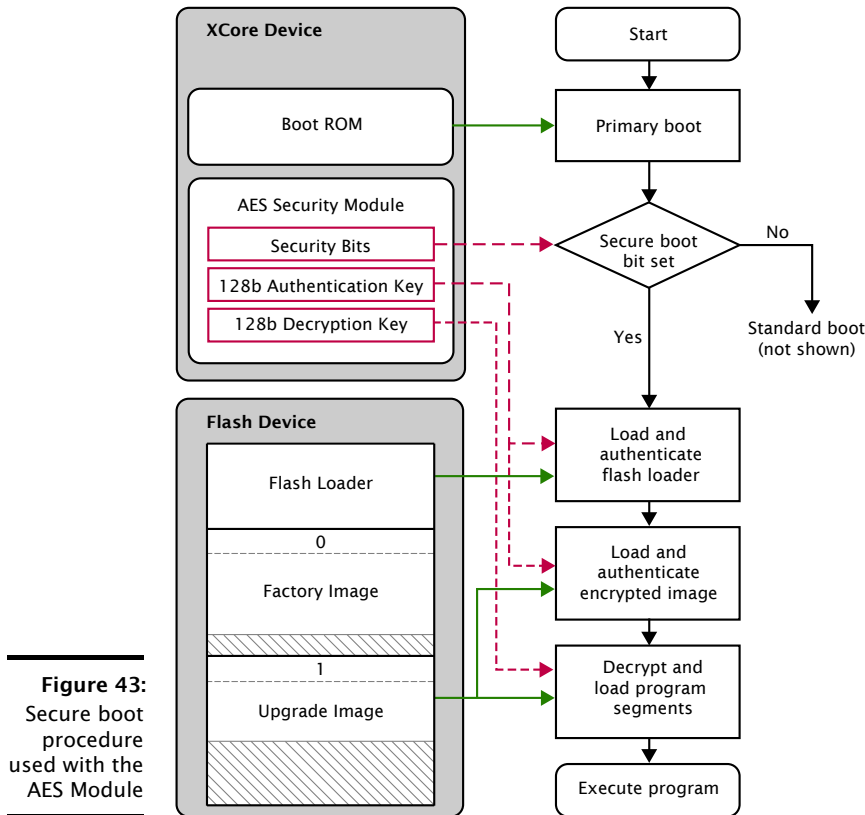 XCore Device
Boot ROM
AES Security Module
Security Bits
128b Authentication Key
128b Decryption Key
Flash Device
Flash Loader
0
Factory Image
1
Upgrade Image
Start
Primary boot
Secure boot
bit set
No
Standard boot
(not shown)
Yes
Load and
authenticate
flash loader
Load and
authenticate
encrypted image
Decrypt and
load program
segments
Execute program
Figure 43:
Secure boot
procedure
used with the
AES Module